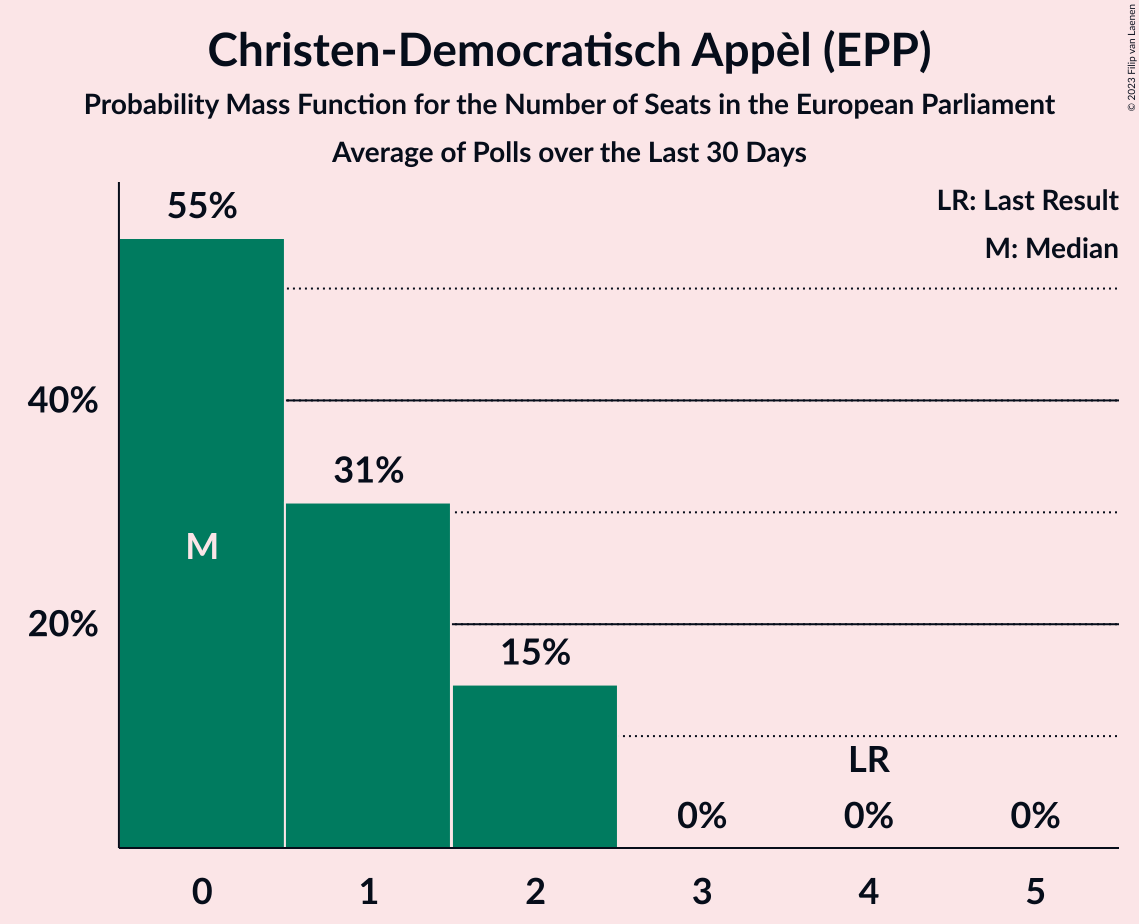 Christen-Democratisch Appèl (EPP)
Probability Mass Function for the Number of Seats in the European Parliament
Average of Polls over the Last 30 Days
© 2023 Filip van Laenen
LR: Last Result
M: Median
55%
40%
31%
M
20%
15%
LR
0% 0% 0%
0 1 2 3 4 5